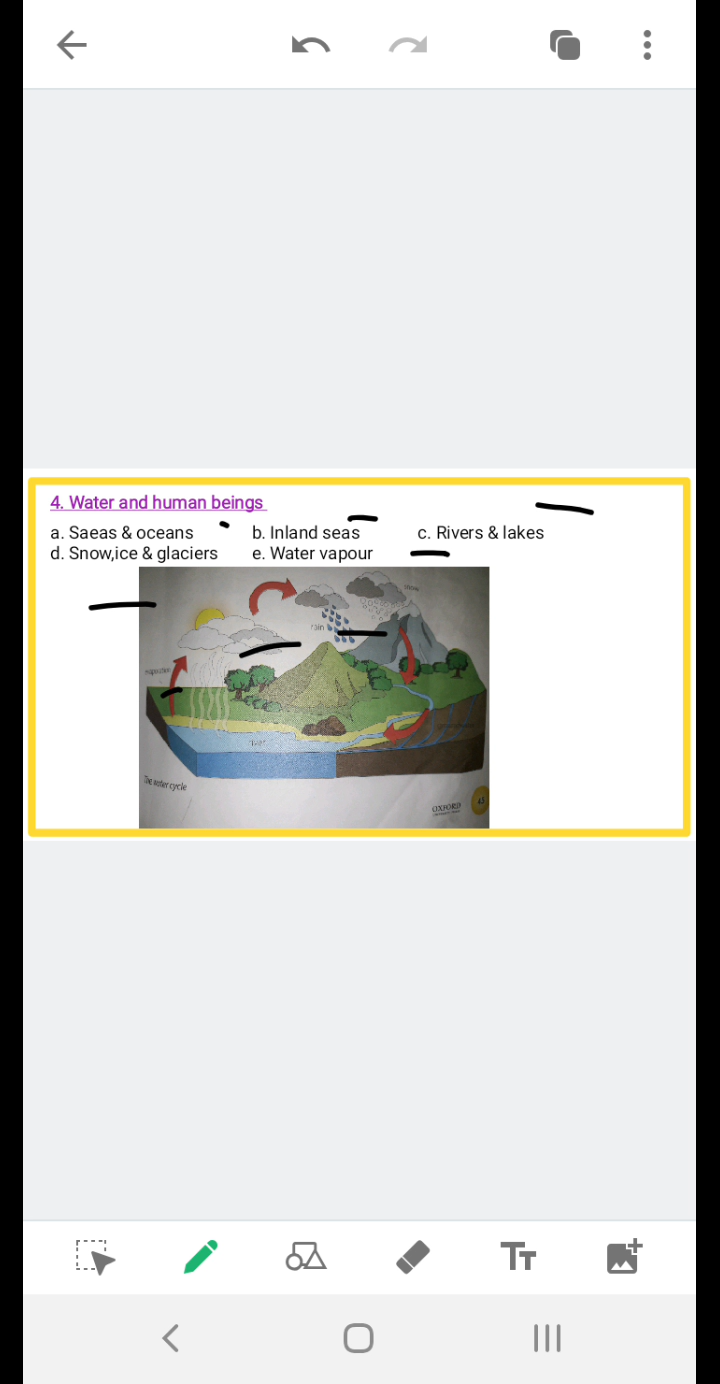 4. Water and human beings
a. Saeas & oceans b. Inland seas c. Rivers & lakes
d. Snow,ice & glaciers e. Water vapour
snow
rain
The water cycle
OXFORD
TT